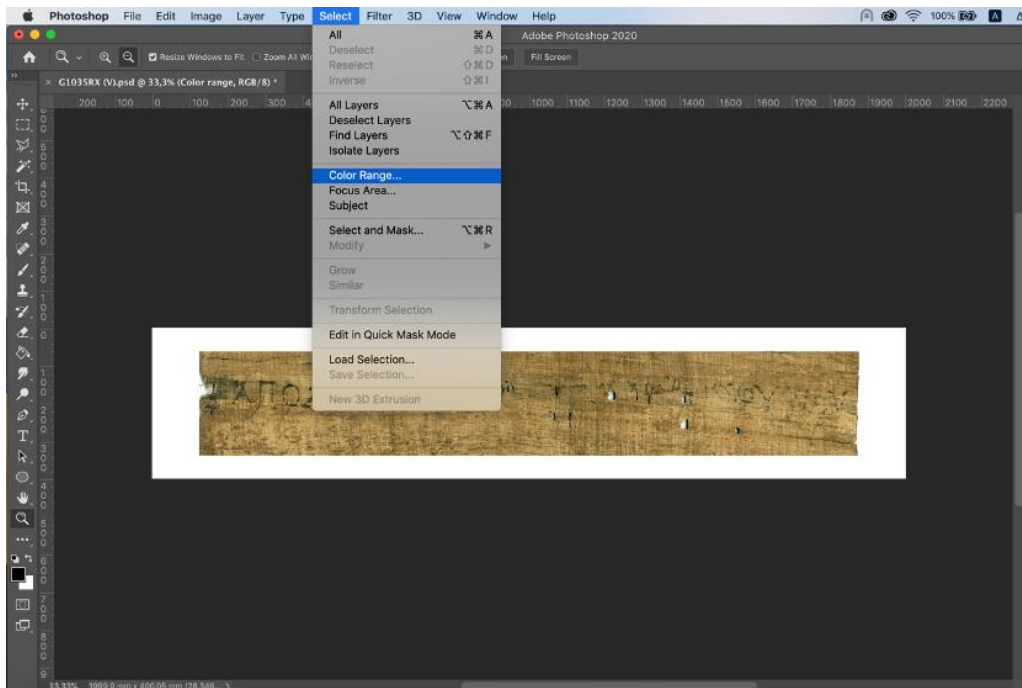 Photoshop File Edit Image Layer Type Select Filter 3D View Window Help 100%
Adobe Photoshop 2020
Resize Windows to Fit Zoom All Fill Screen
G1035RX (V).psd @ 33,3% (Color range, RGB/8) *
200 100 0 100 200 300 1000 1100 1200 1300 1400 1500 1600 1700 1800 1900 2000 2100 2200
All ⌘A
Deselect ⌘D
Reselect ⇧⌘D
Inverse ⇧⌘I
All Layers ⌥⌘A
Deselect Layers
Find Layers ⌥⇧⌘F
Isolate Layers
Color Range...
Focus Area...
Subject
Select and Mask... ⌥⌘R
Modify
Grow
Similar
Transform Selection
Edit in Quick Mask Mode
Load Selection...
Save Selection...
New 3D Extrusion
33,33%